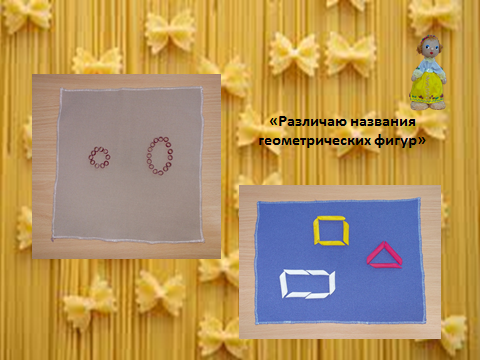 «Различаю названия
геометрических фигур»